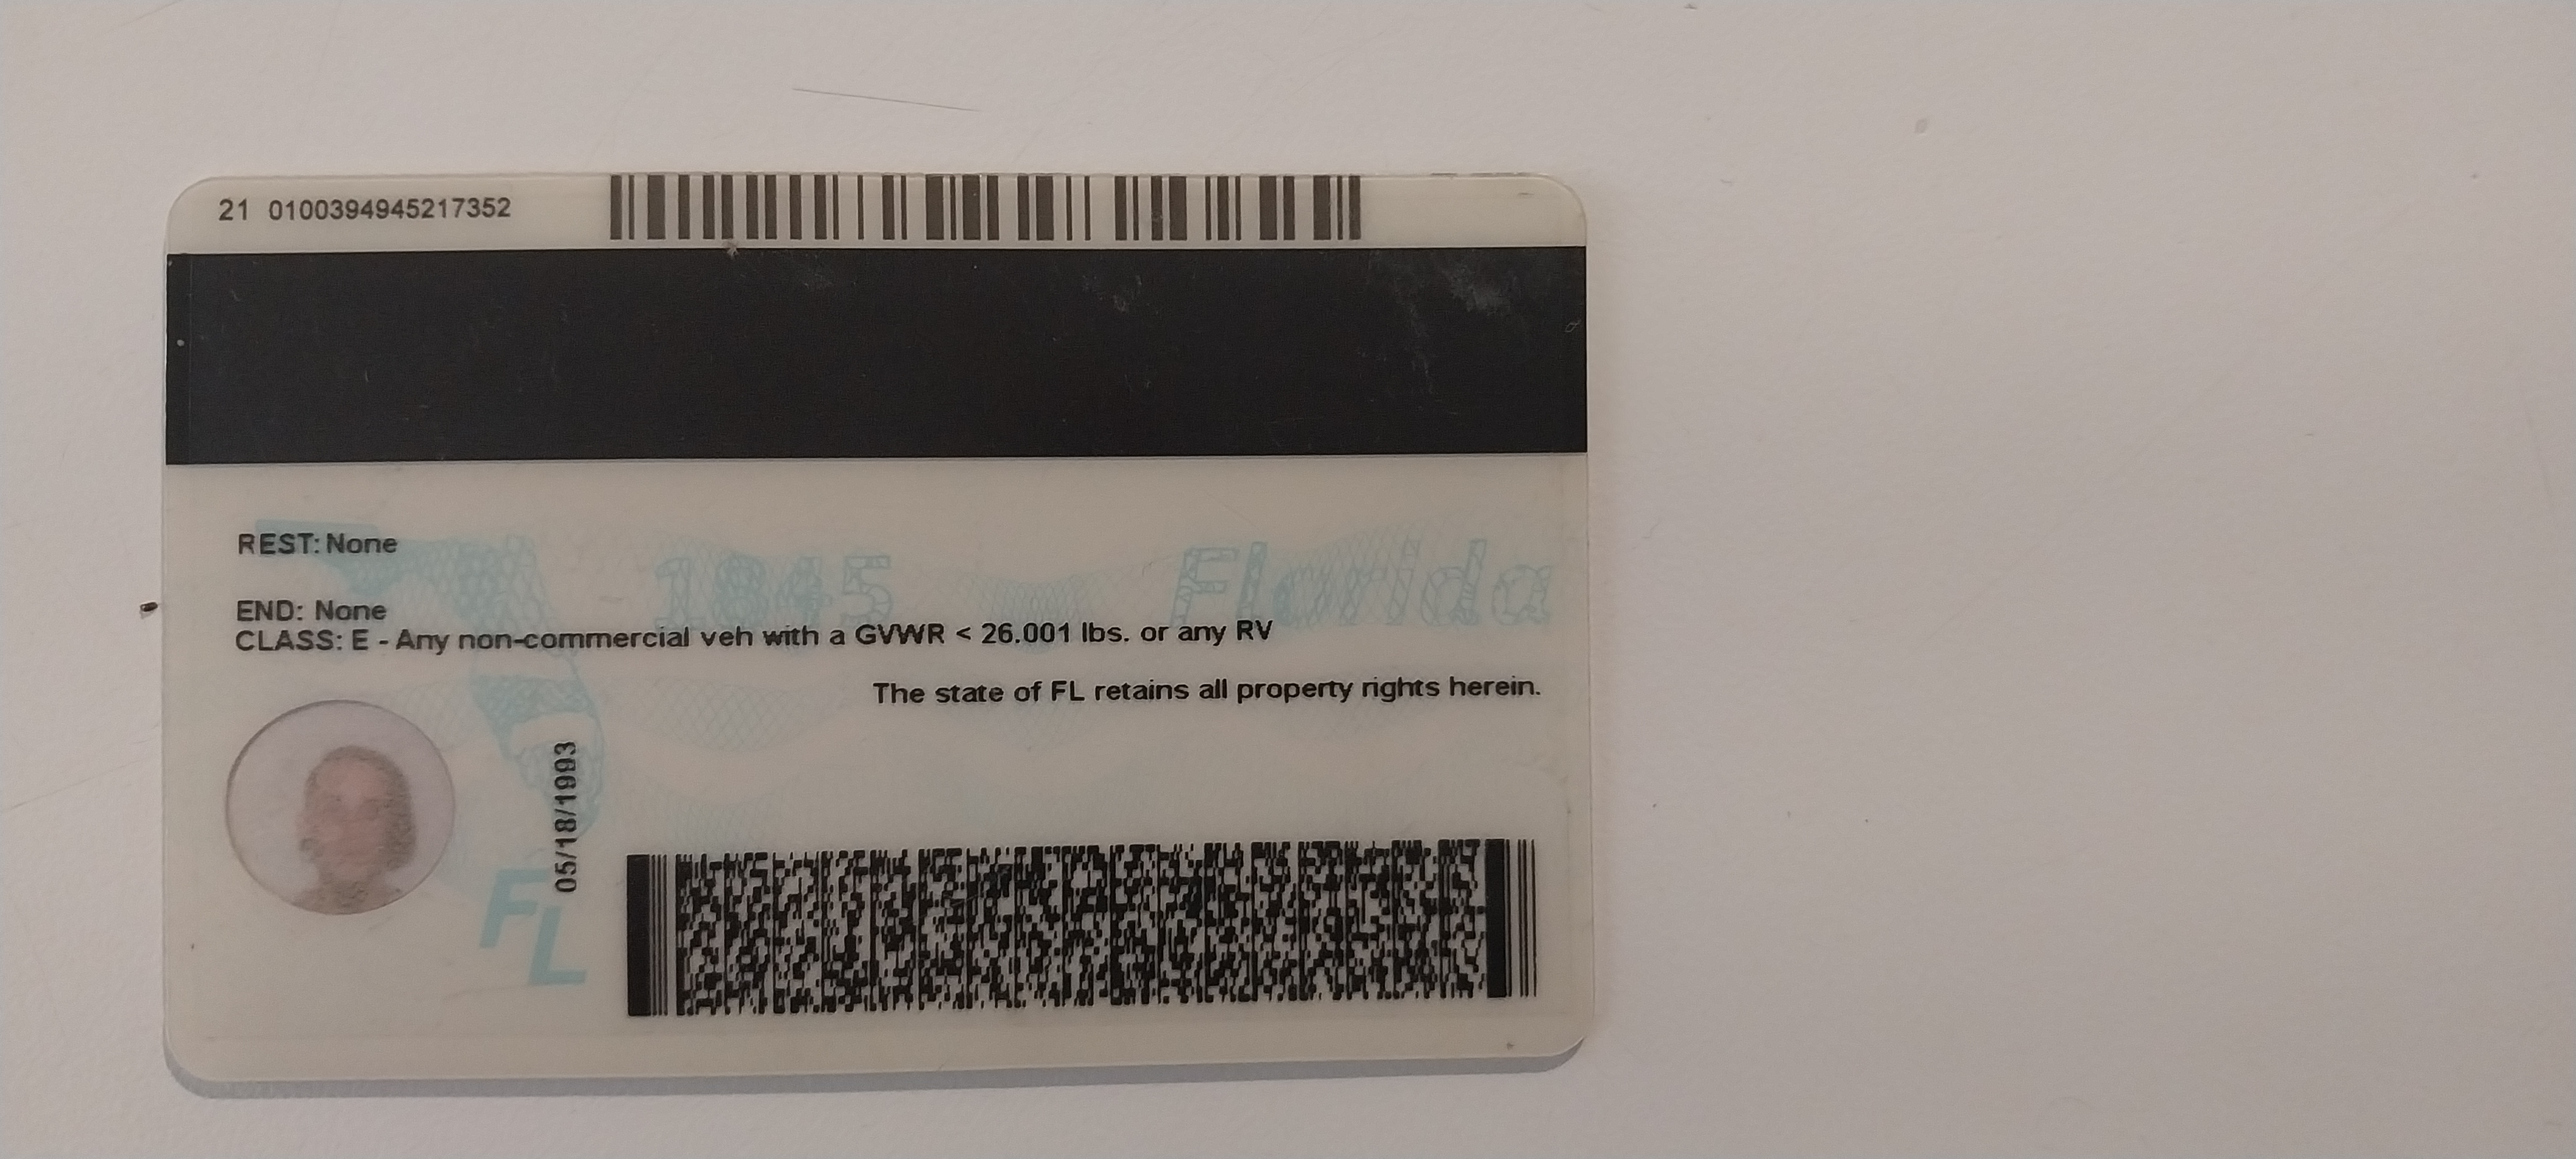 21 0100394945217352
REST: None
1845 Florida
END: None
CLASS: E - Any non-commercial veh with a GVWR < 26.001 lbs. or any RV
The state of FL retains all property rights herein.
05/18/1993
FL